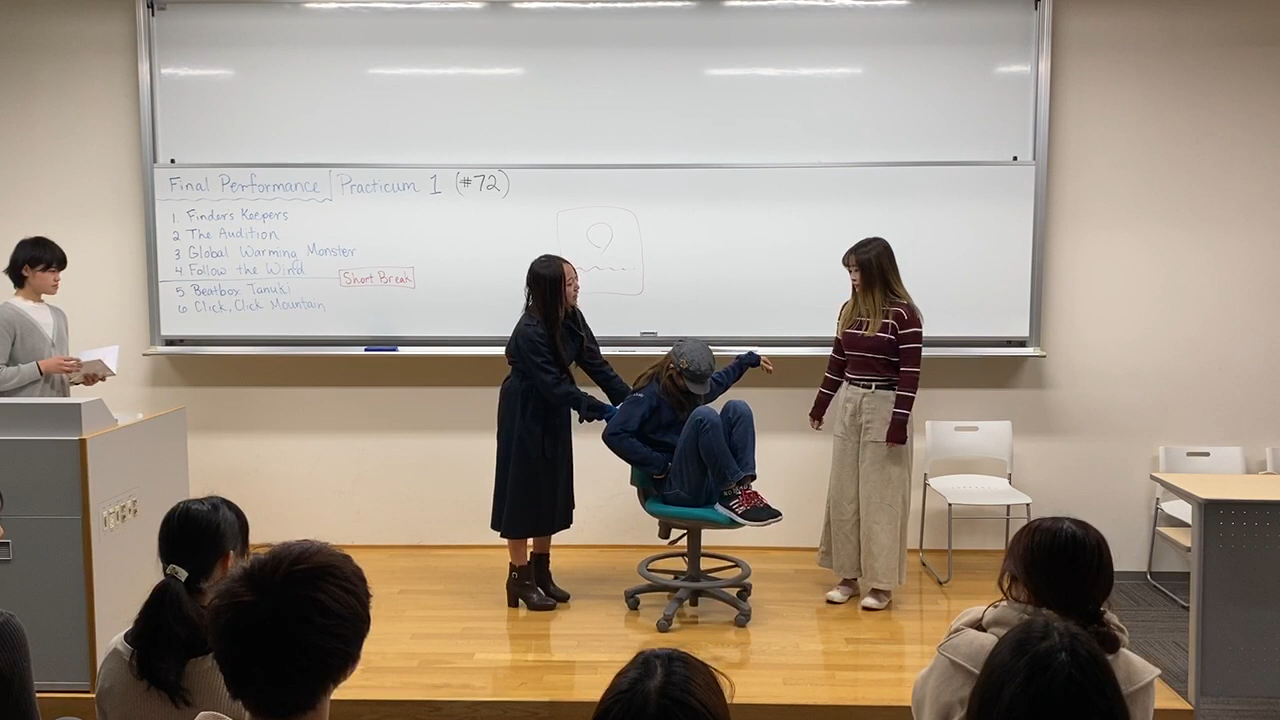 Final Performance Practicum 1 (#72)
1. Finders Keepers
2 The Audition
3 Global Warming Monster
4. Follow the Wind
Short Break
5. Beatbox Tanuki
6 Click, Click Mountain